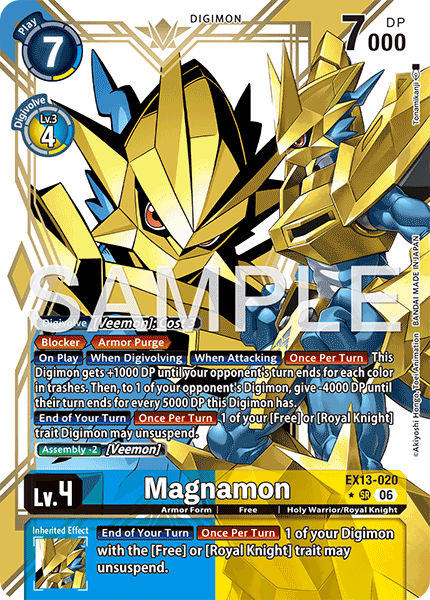 DIGIMON
Play
7
7000
DP
Digivolve
Lv.3
4
Tonamikanji
©Akiyoshi Hongo, Toei Animation BANDAI MADE IN JAPAN
SAMPLE
Digivolve [Veemon]: Cost 3
Blocker Armor Purge
On Play When Digivolving When Attacking Once Per Turn This
Digimon gets +1000 DP until your opponent's turn ends for each color
in trashes. Then, to 1 of your opponent's Digimon, give -4000 DP until
their turn ends for every 5000 DP this Digimon has.
End of Your Turn Once Per Turn 1 of your [Free] or [Royal Knight]
trait Digimon may unsuspend.
Assembly -2 [Veemon]
Lv.4
Magnamon
EX13-020
SR 06
Armor Form Free Holy Warrior/Royal Knight
Inherited Effect
End of Your Turn Once Per Turn 1 of your Digimon
with the [Free] or [Royal Knight] trait may
unsuspend.